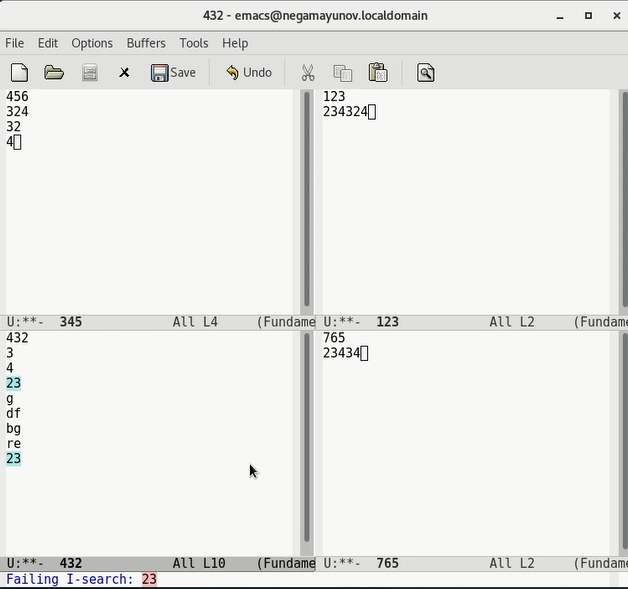 432 - emacs@negamayunov.localdomain
File Edit Options Buffers Tools Help
Save Undo
456
324
32
4
U:**- 345 All L4 (Fundame
123
234324
U:**- 123 All L2 (Fundame
432
3
4
23
g
df
bg
re
23
U:**- 432 All L10 (Fundame
765
23434
U:**- 765 All L2 (Fundame
Failing I-search: 23